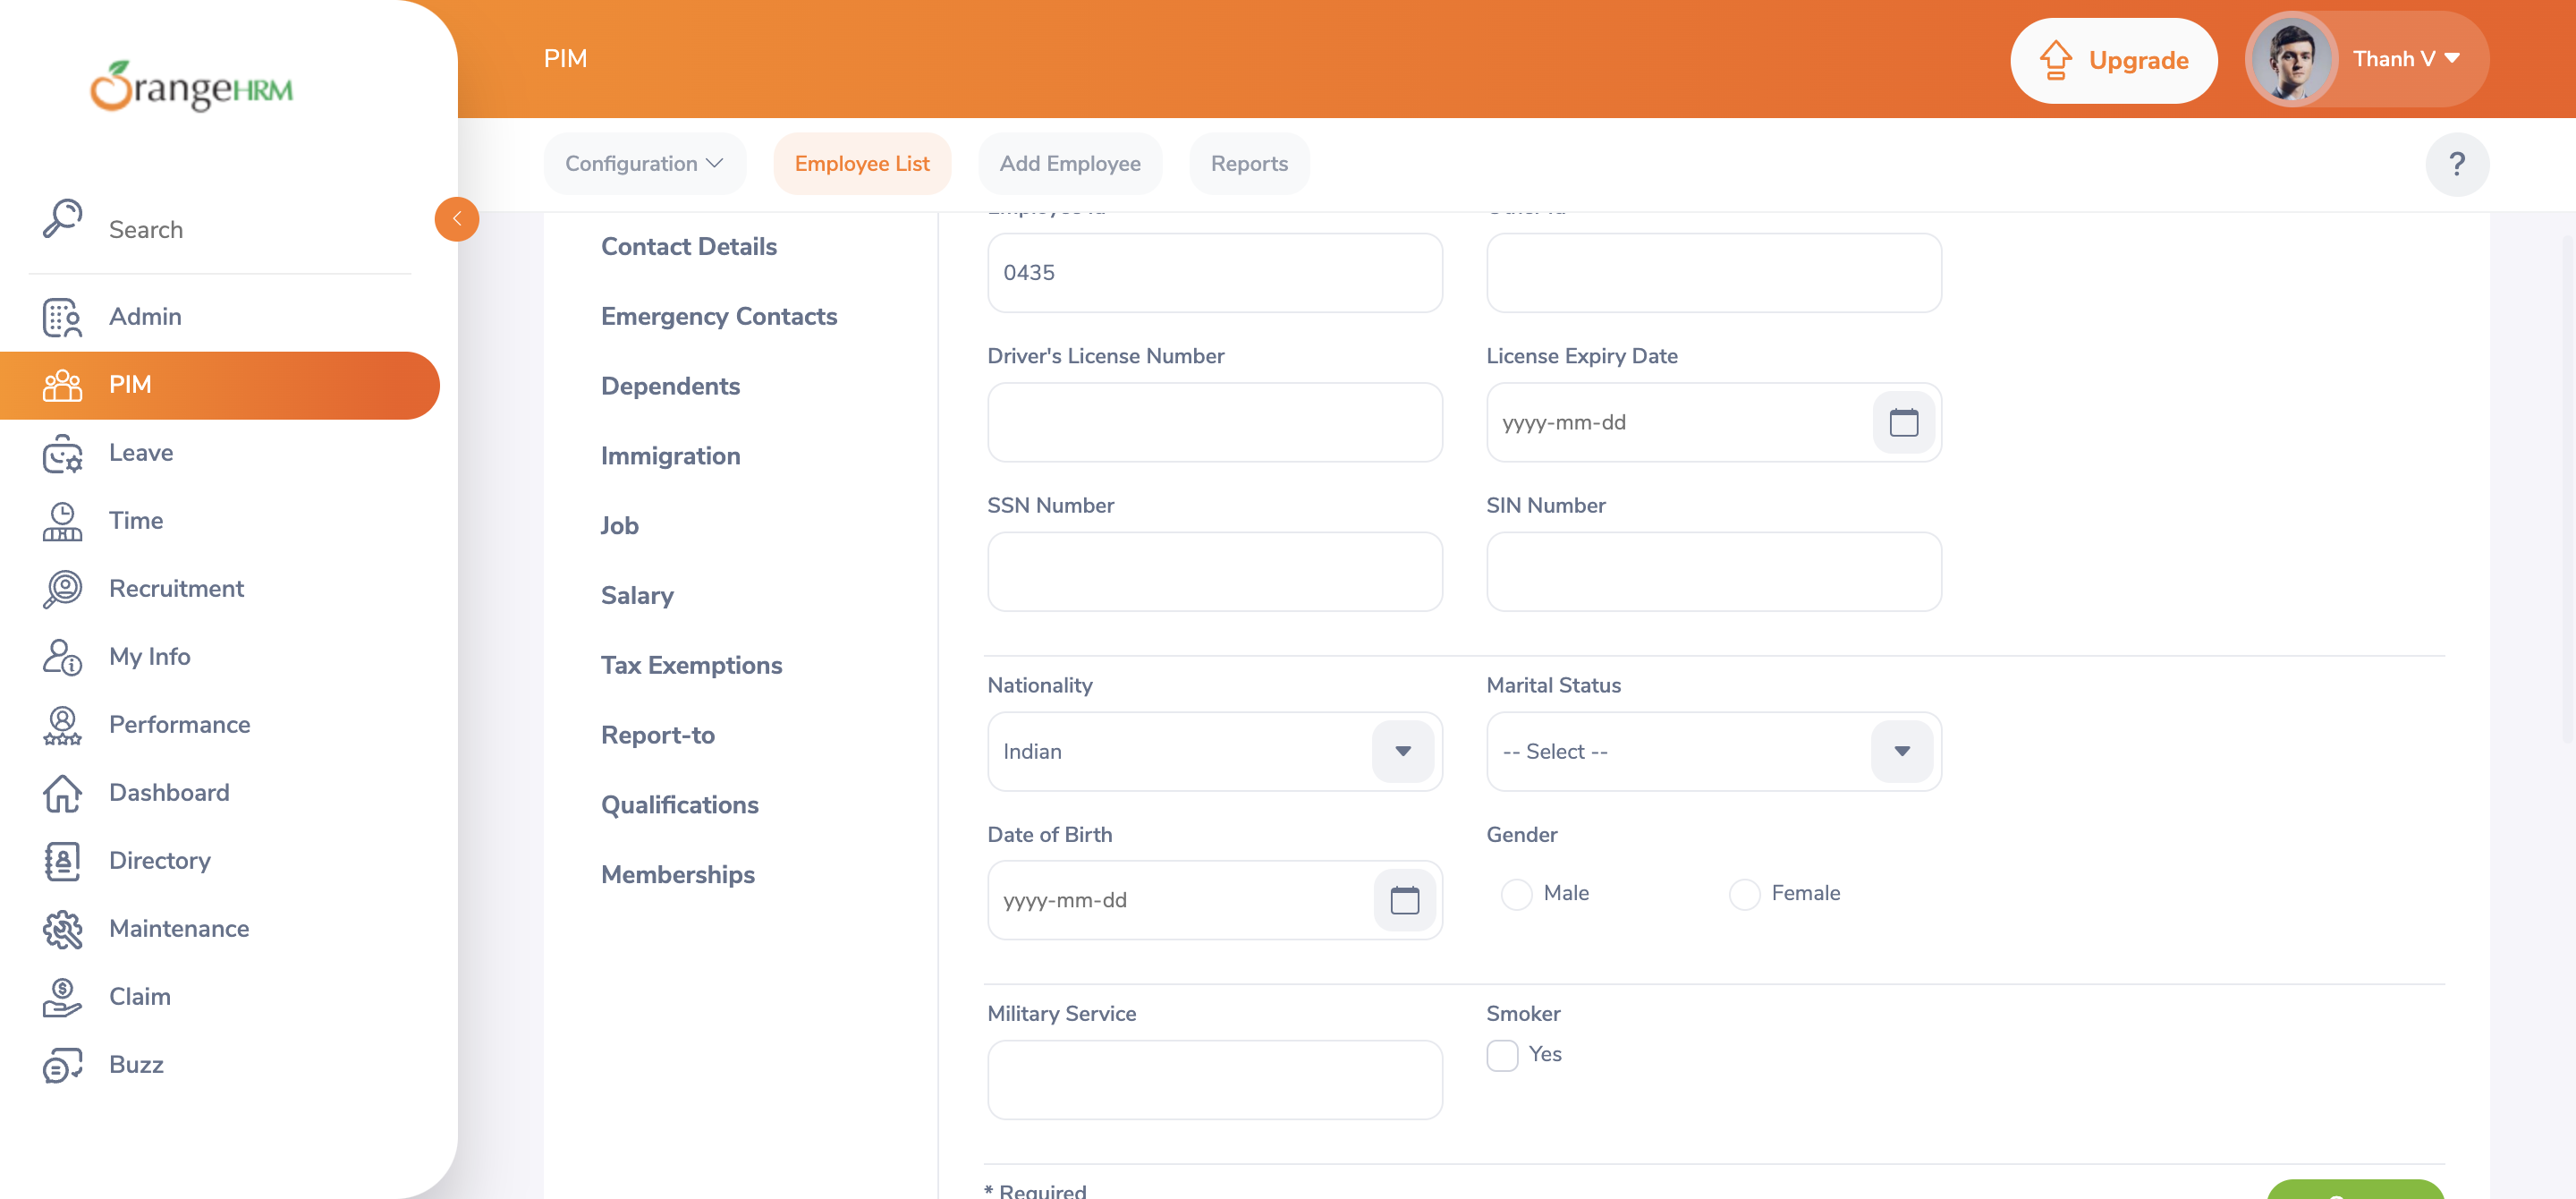 OrangeHRM
PIM
Upgrade
Thanh V
Configuration
Employee List
Add Employee
Reports
?
Search
Admin
PIM
Leave
Time
Recruitment
My Info
Performance
Dashboard
Directory
Maintenance
Claim
Buzz
Contact Details
Emergency Contacts
Dependents
Immigration
Job
Salary
Tax Exemptions
Report-to
Qualifications
Memberships
0435
Driver's License Number
License Expiry Date
yyyy-mm-dd
SSN Number
SIN Number
Nationality
Marital Status
Indian
-- Select --
Date of Birth
Gender
yyyy-mm-dd
Male
Female
Military Service
Smoker
Yes
* Required